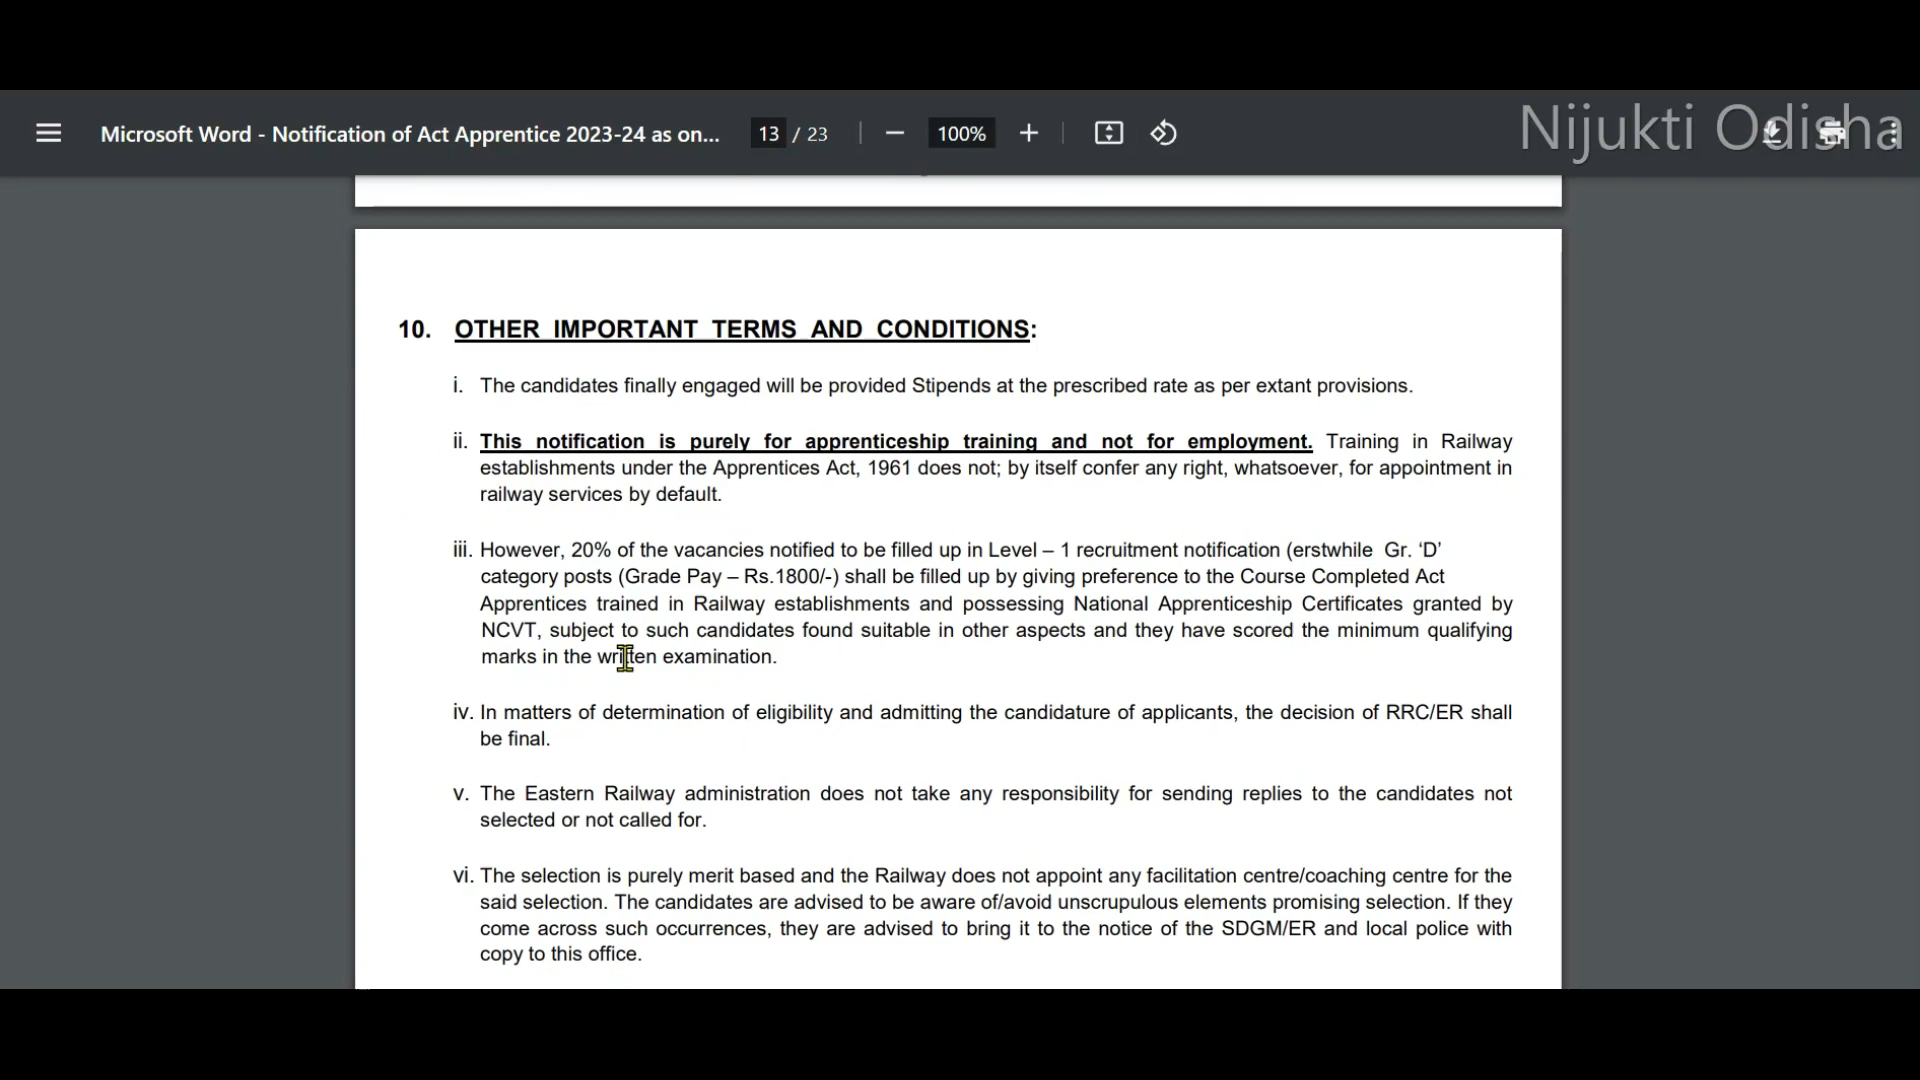 Microsoft Word - Notification of Act Apprentice 2023-24 as on... 13 / 23 100%
Nijukti Odisha
10. OTHER IMPORTANT TERMS AND CONDITIONS:
i. The candidates finally engaged will be provided Stipends at the prescribed rate as per extant provisions.
ii. This notification is purely for apprenticeship training and not for employment. Training in Railway
establishments under the Apprentices Act, 1961 does not; by itself confer any right, whatsoever, for appointment in
railway services by default.
iii. However, 20% of the vacancies notified to be filled up in Level – 1 recruitment notification (erstwhile Gr. ‘D’
category posts (Grade Pay – Rs.1800/-) shall be filled up by giving preference to the Course Completed Act
Apprentices trained in Railway establishments and possessing National Apprenticeship Certificates granted by
NCVT, subject to such candidates found suitable in other aspects and they have scored the minimum qualifying
marks in the written examination.
iv. In matters of determination of eligibility and admitting the candidature of applicants, the decision of RRC/ER shall
be final.
v. The Eastern Railway administration does not take any responsibility for sending replies to the candidates not
selected or not called for.
vi. The selection is purely merit based and the Railway does not appoint any facilitation centre/coaching centre for the
said selection. The candidates are advised to be aware of/avoid unscrupulous elements promising selection. If they
come across such occurrences, they are advised to bring it to the notice of the SDGM/ER and local police with
copy to this office.